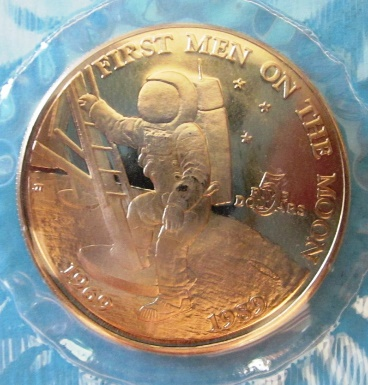 FIRST MEN ON THE MOON
5
DOLLARS
1969 1989